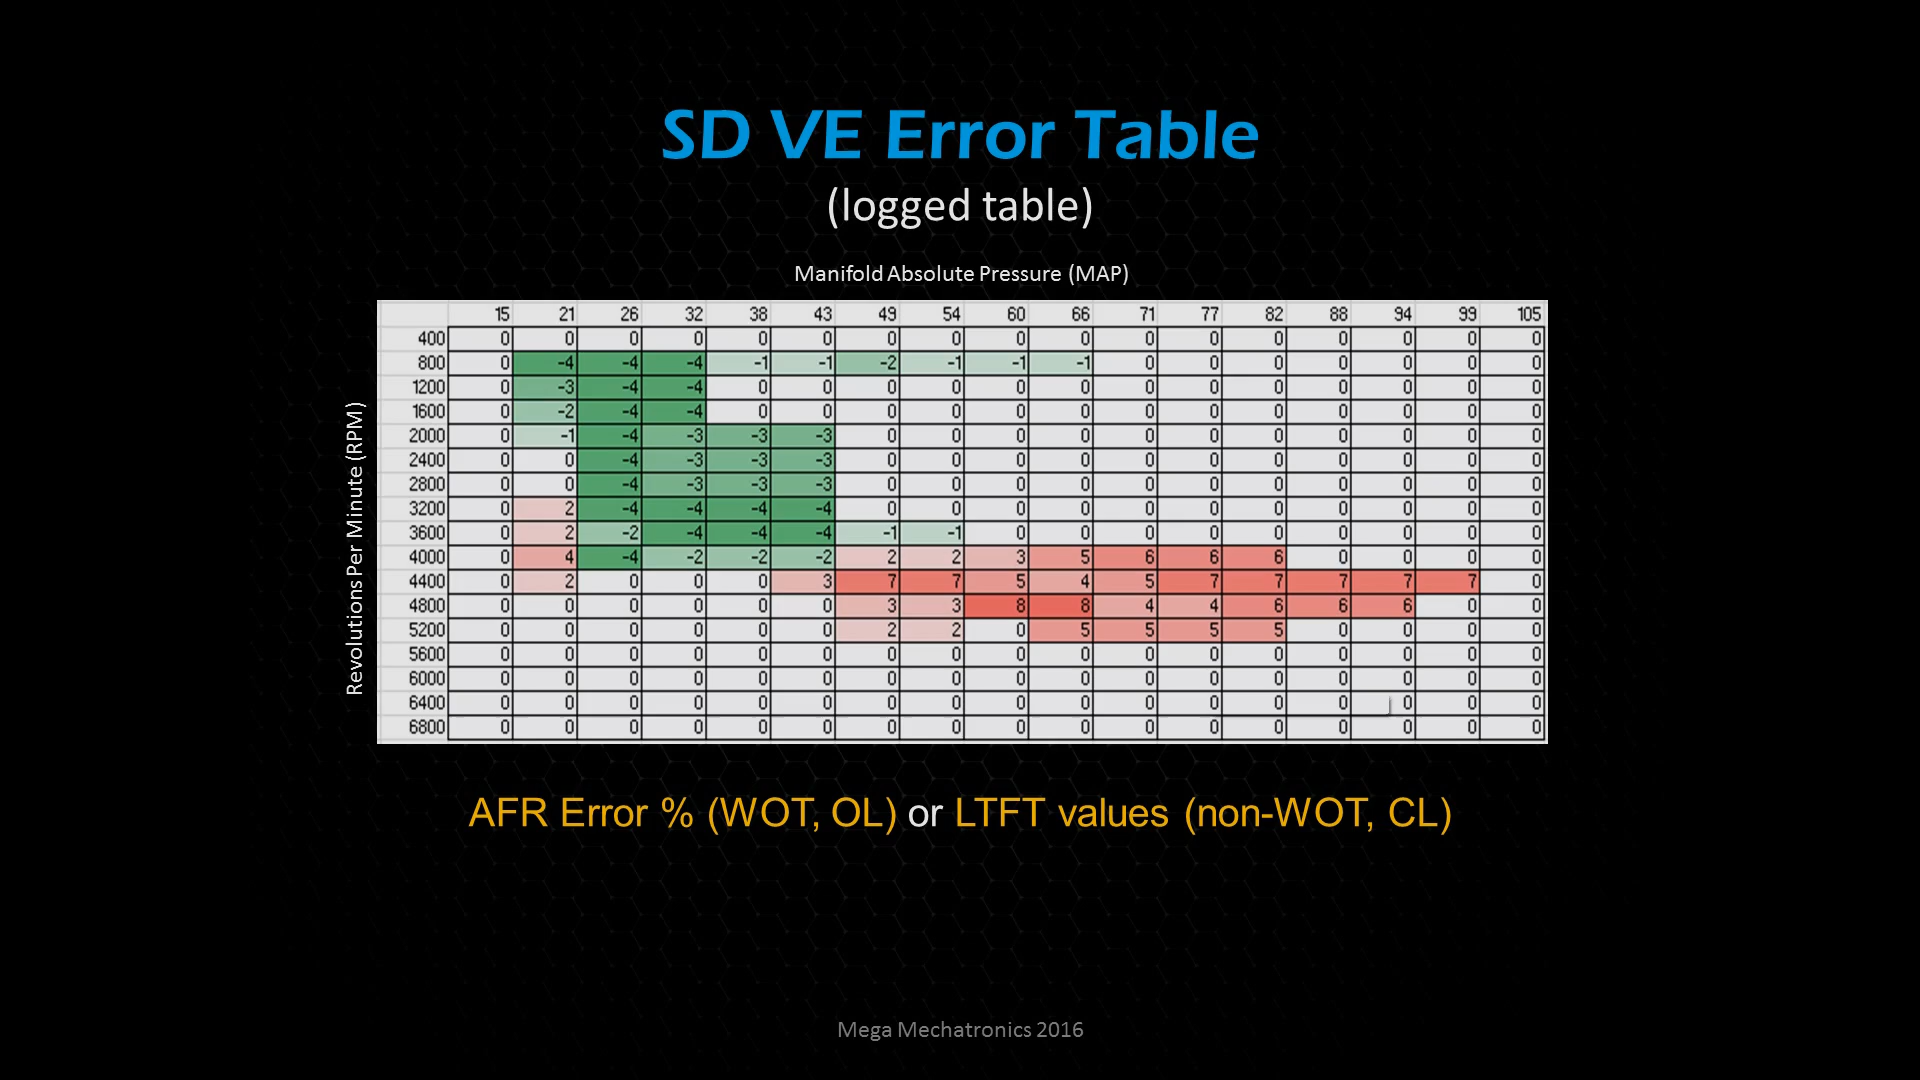 SD VE Error Table
(logged table)
Manifold Absolute Pressure (MAP)
Revolutions Per Minute (RPM)
15 21 26 32 38 43 49 54 60 66 71 77 82 88 94 99 105
400 0 0 0 0 0 0 0 0 0 0 0 0 0 0 0 0 0
800 0 -4 -4 -4 -1 -1 -2 -1 -1 -1 0 0 0 0 0 0 0
1200 0 -3 -4 -4 0 0 0 0 0 0 0 0 0 0 0 0 0
1600 0 -2 -4 -4 0 0 0 0 0 0 0 0 0 0 0 0 0
2000 0 -1 -4 -3 -3 -3 0 0 0 0 0 0 0 0 0 0 0
2400 0 0 -4 -3 -3 -3 0 0 0 0 0 0 0 0 0 0 0
2800 0 0 -4 -3 -3 -3 0 0 0 0 0 0 0 0 0 0 0
3200 0 2 -4 -4 -4 -4 0 0 0 0 0 0 0 0 0 0 0
3600 0 2 -2 -4 -4 -4 -1 -1 0 0 0 0 0 0 0 0 0
4000 0 4 -4 -2 -2 -2 2 2 3 5 6 6 6 0 0 0 0
4400 0 2 0 0 0 3 7 7 5 4 5 7 7 7 7 7 0
4800 0 0 0 0 0 0 3 3 8 8 4 4 6 6 6 0 0
5200 0 0 0 0 0 0 2 2 0 5 5 5 5 0 0 0 0
5600 0 0 0 0 0 0 0 0 0 0 0 0 0 0 0 0 0
6000 0 0 0 0 0 0 0 0 0 0 0 0 0 0 0 0 0
6400 0 0 0 0 0 0 0 0 0 0 0 0 0 0 0 0 0
6800 0 0 0 0 0 0 0 0 0 0 0 0 0 0 0 0 0
AFR Error % (WOT, OL) or LTFT values (non-WOT, CL)
Mega Mechatronics 2016